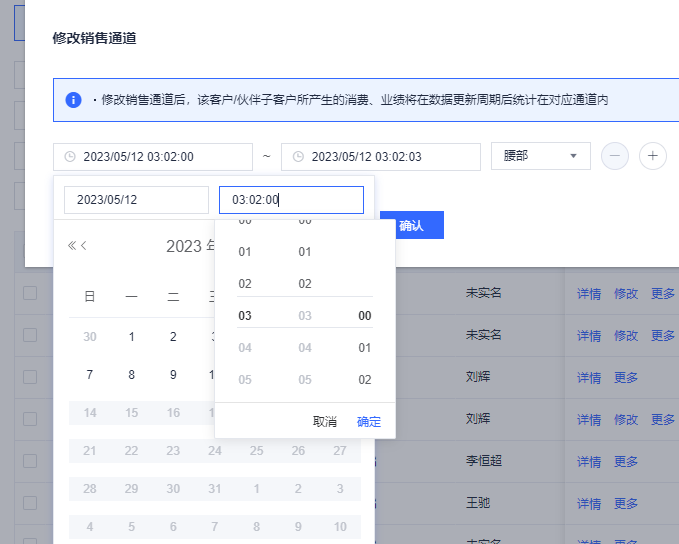 修改销售通道
· 修改销售通道后，该客户/伙伴子客户所产生的消费、业绩将在数据更新周期后统计在对应通道内
2023/05/12 03:02:00 ~ 2023/05/12 03:02:03 腰部
2023/05/12 03:02:00
确认
2023 年
00 00
01 01
02 02
03 03 00
04 04 01
05 05 02
取消 确定
日 一 二 三
30 1 2
7 8 9
14 15 16
21 22 23 24 25 26 27
28 29 30 31 1 2 3
4 5 6 7 8 9 10
未实名 详情 修改 更多
未实名 详情 修改 更多
刘辉 详情 更多
刘辉 详情 修改 更多
李恒超 详情 更多
王驰 详情 修改 更多
未实名 详情 更多